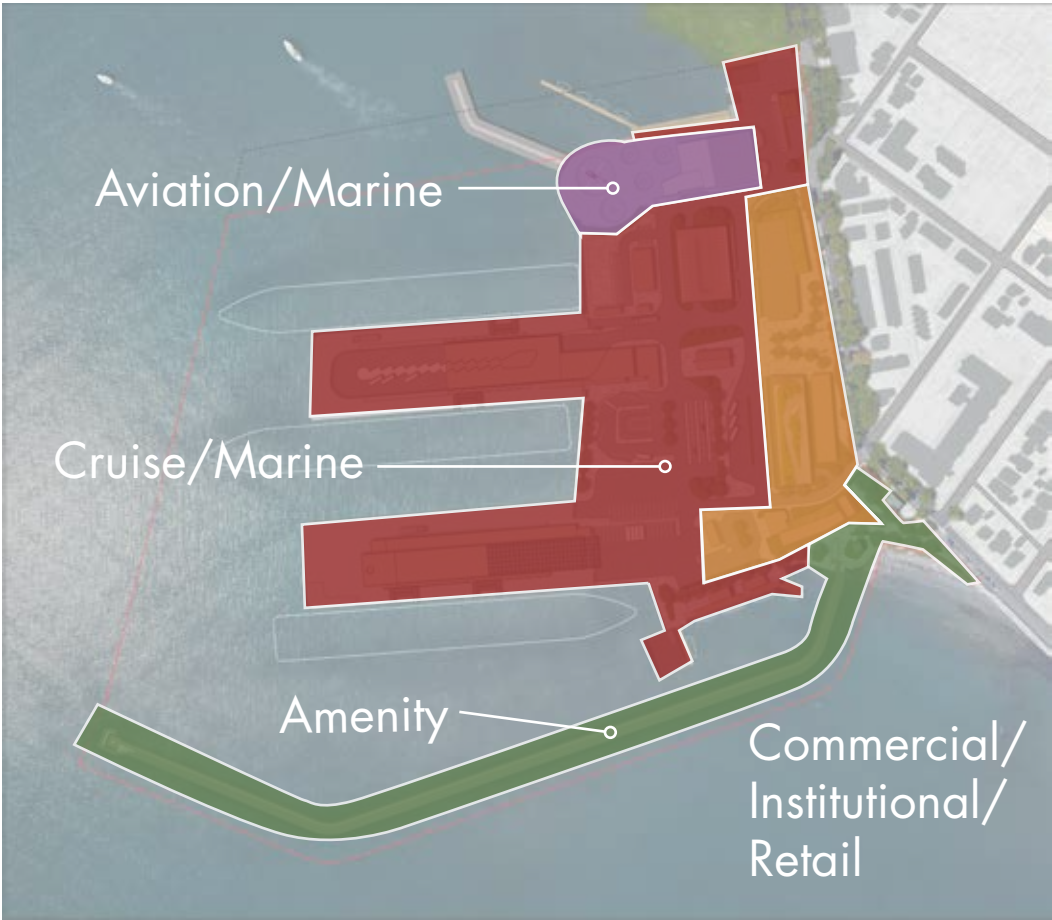 Aviation/Marine
Cruise/Marine
Amenity
Commercial/
Institutional/
Retail